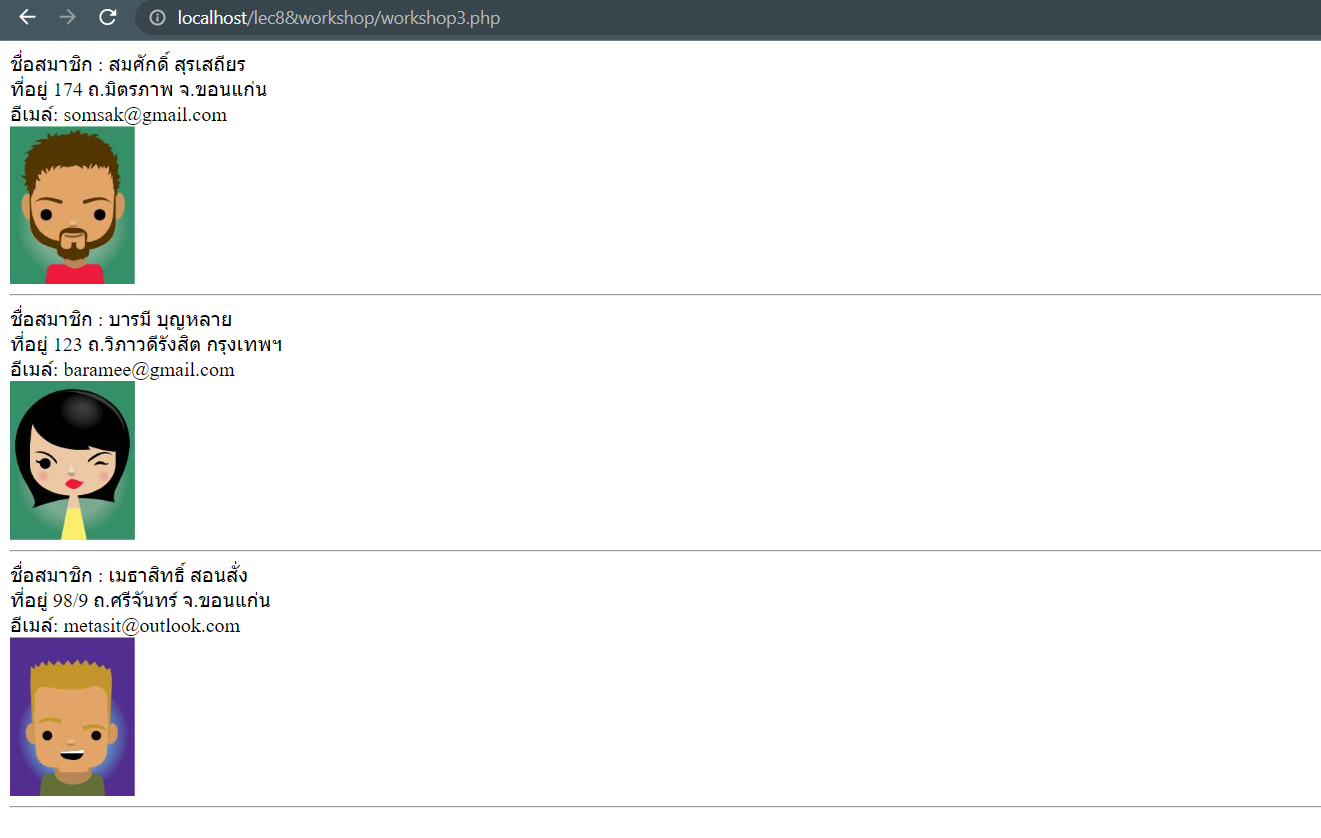 localhost/lec88&workshop/workshop3.php
ชื่อสมาชิก : สมศักดิ์ สุรเสถียร
ที่อยู่ 174 ถ.มิตรภาพ จ.ขอนแก่น
อีเมล์: somsak@gmail.com
ชื่อสมาชิก : บารมี บุญหลาย
ที่อยู่ 123 ถ.วิภาวดีรังสิต กรุงเทพฯ
อีเมล์: baramee@gmail.com
ชื่อสมาชิก : เมธาสิทธิ์ สอนสั่ง
ที่อยู่ 98/9 ถ.ศรีจันทร์ จ.ขอนแก่น
อีเมล์: metasit@outlook.com